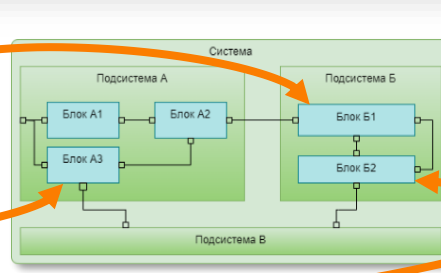 Система
Подсистема А
Подсистема Б
Блок А1
Блок А2
Блок Б1
Блок А3
Блок Б2
Подсистема В